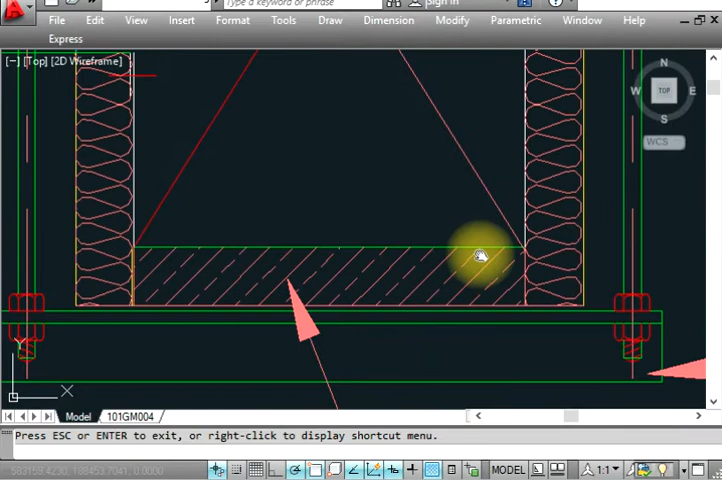 Type a keyword or phrase
Sign In
File Edit View Insert Format Tools Draw Dimension Modify Parametric Window Help
Express
[−] [Top] [2D Wireframe]
N
W TOP E
S
WCS
Y
X
Model 101GM004
Press ESC or ENTER to exit, or right-click to display shortcut menu.
MODEL 1:1